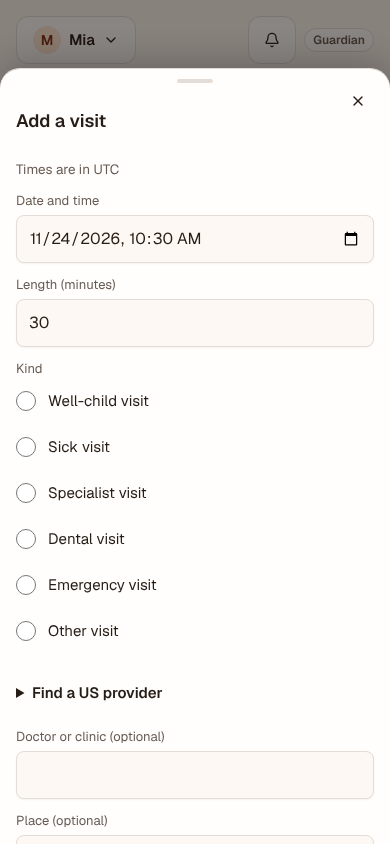 M Mia Guardian
Add a visit
Times are in UTC
Date and time
11/24/2026, 10:30 AM
Length (minutes)
30
Kind
Well-child visit
Sick visit
Specialist visit
Dental visit
Emergency visit
Other visit
Find a US provider
Doctor or clinic (optional)
Place (optional)